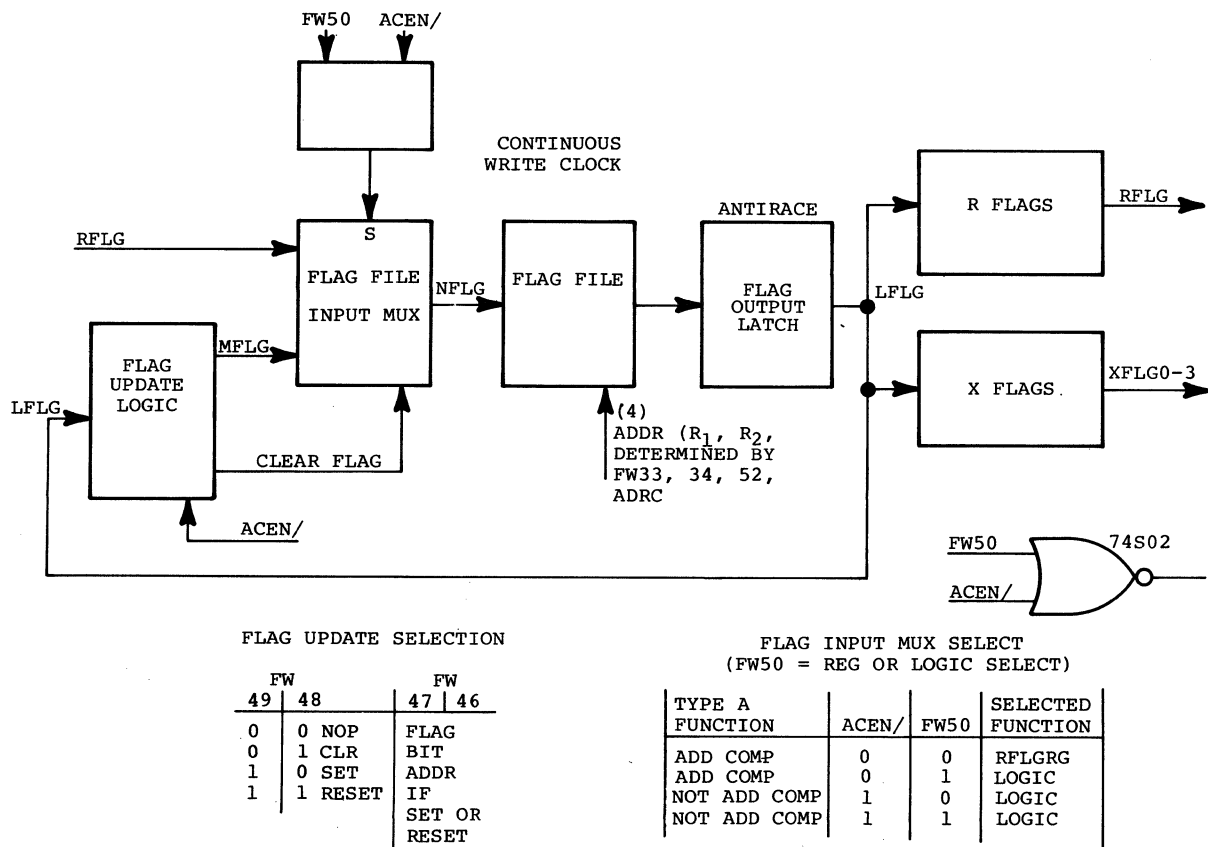 FW50 ACEN/
CONTINUOUS
WRITE CLOCK
RFLG
S
FLAG FILE
INPUT MUX
NFLG
FLAG FILE
ANTIRACE
FLAG
OUTPUT
LATCH
LFLG
R FLAGS
RFLG
X FLAGS
XFLG0-3
LFLG
FLAG
UPDATE
LOGIC
MFLG
CLEAR FLAG
ACEN/
(4)
ADDR (R1, R2,
DETERMINED BY
FW33, 34, 52,
ADRC
FW50
ACEN/
74S02
FLAG UPDATE SELECTION
FW FW
49 48 47 46
0 0 NOP FLAG
0 1 CLR BIT
1 0 SET ADDR
1 1 RESET IF
SET OR
RESET
FLAG INPUT MUX SELECT
(FW50 = REG OR LOGIC SELECT)
TYPE A SELECTED
FUNCTION ACEN/ FW50 FUNCTION
ADD COMP 0 0 RFLGRG
ADD COMP 0 1 LOGIC
NOT ADD COMP 1 0 LOGIC
NOT ADD COMP 1 1 LOGIC